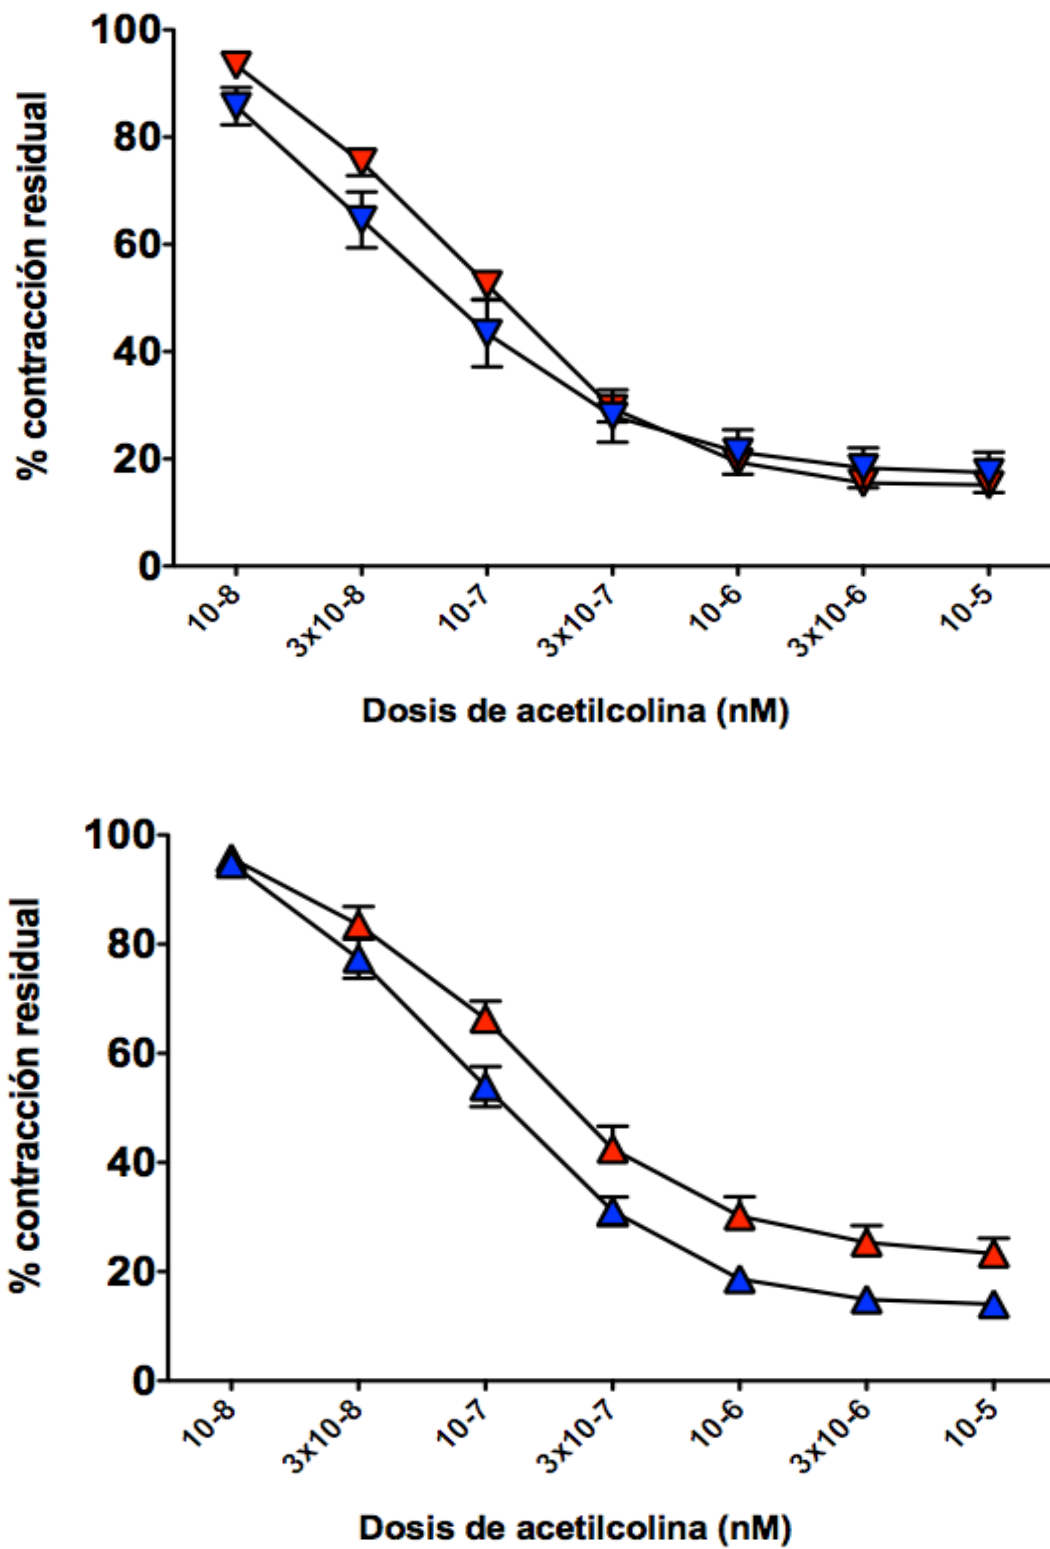 % contracción residual
100
80
60
40
20
0
10-8
3x10-8
10-7
3x10-7
10-6
3x10-6
10-5
Dosis de acetilcolina (nM)
% contracción residual
100
80
60
40
20
0
10-8
3x10-8
10-7
3x10-7
10-6
3x10-6
10-5
Dosis de acetilcolina (nM)